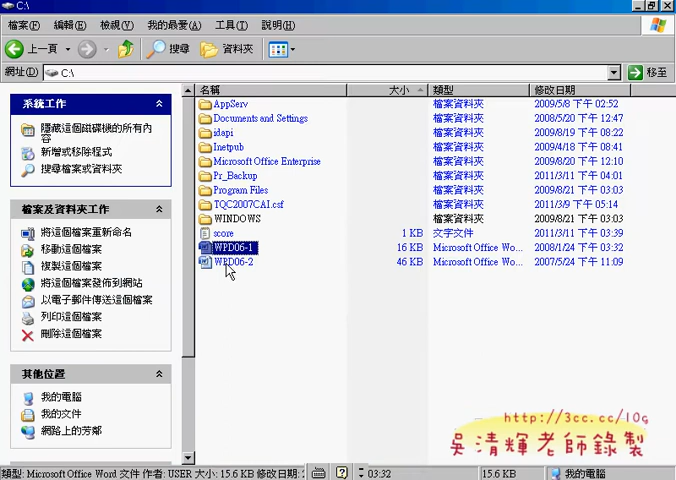 C:\
檔案(F) 編輯(E) 檢視(V) 我的最愛(A) 工具(T) 說明(H)
上一頁 搜尋 資料夾
網址(D) C:\ 移至
系統工作
隱藏這個磁碟機的所有內容
新增或移除程式
搜尋檔案或資料夾
檔案及資料夾工作
將這個檔案重新命名
移動這個檔案
複製這個檔案
將這個檔案發佈到網站
以電子郵件傳送這個檔案
列印這個檔案
刪除這個檔案
其他位置
我的電腦
我的文件
網路上的芳鄰
名稱 大小 類型 修改日期
AppServ 檔案資料夾 2009/5/8 下午 02:52
Documents and Settings 檔案資料夾 2008/5/20 下午 12:47
idapi 檔案資料夾 2009/8/19 下午 08:22
Inetpub 檔案資料夾 2009/4/18 下午 08:41
Microsoft Office Enterprise 檔案資料夾 2009/8/20 下午 12:10
Pr_Backup 檔案資料夾 2011/3/11 下午 04:01
Program Files 檔案資料夾 2009/8/21 下午 03:03
TQC2007CAI.csf 檔案資料夾 2011/3/9 下午 05:14
WINDOWS 檔案資料夾 2009/8/21 下午 03:03
score 1 KB 文字文件 2011/3/11 下午 03:39
WPD06-1 16 KB Microsoft Office Wo... 2008/1/24 下午 03:32
WPD06-2 46 KB Microsoft Office Wo... 2007/5/24 下午 11:09
http://3cc.cc/10g
吳清輝老師錄製
類型: Microsoft Office Word 文件 作者: USER 大小: 15.6 KB 修改日期: 03:32 15.6 KB 我的電腦